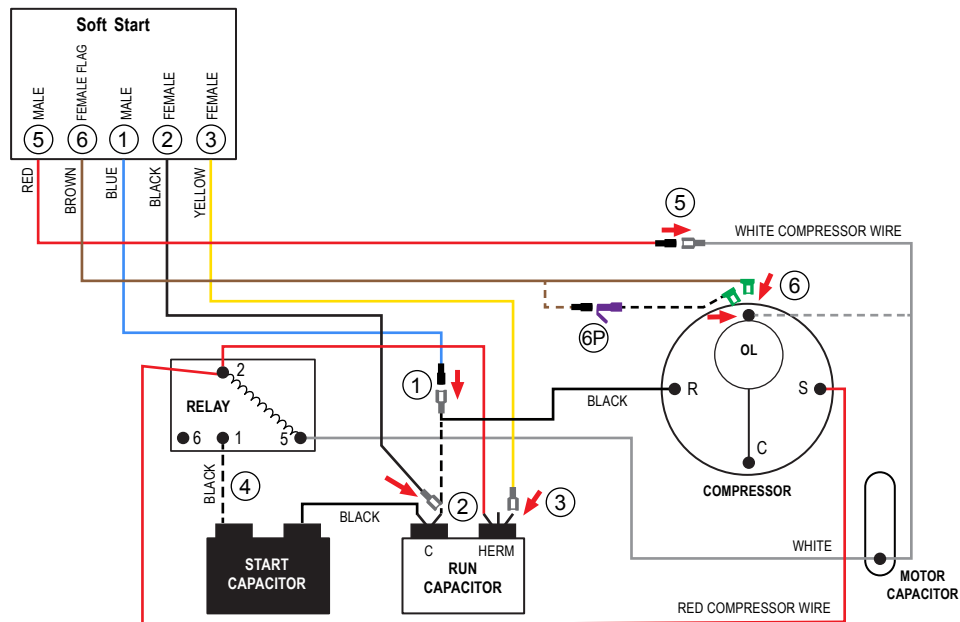 Soft Start
MALE
FEMALE FLAG
MALE
FEMALE
FEMALE
5
6
1
2
3
RED
BROWN
BLUE
BLACK
YELLOW
5
WHITE COMPRESSOR WIRE
6
6P
OL
2
1
RELAY
BLACK
R
S
6
1
5
C
BLACK
4
COMPRESSOR
BLACK
2
3
C
HERM
WHITE
START
CAPACITOR
RUN
CAPACITOR
MOTOR
CAPACITOR
RED COMPRESSOR WIRE